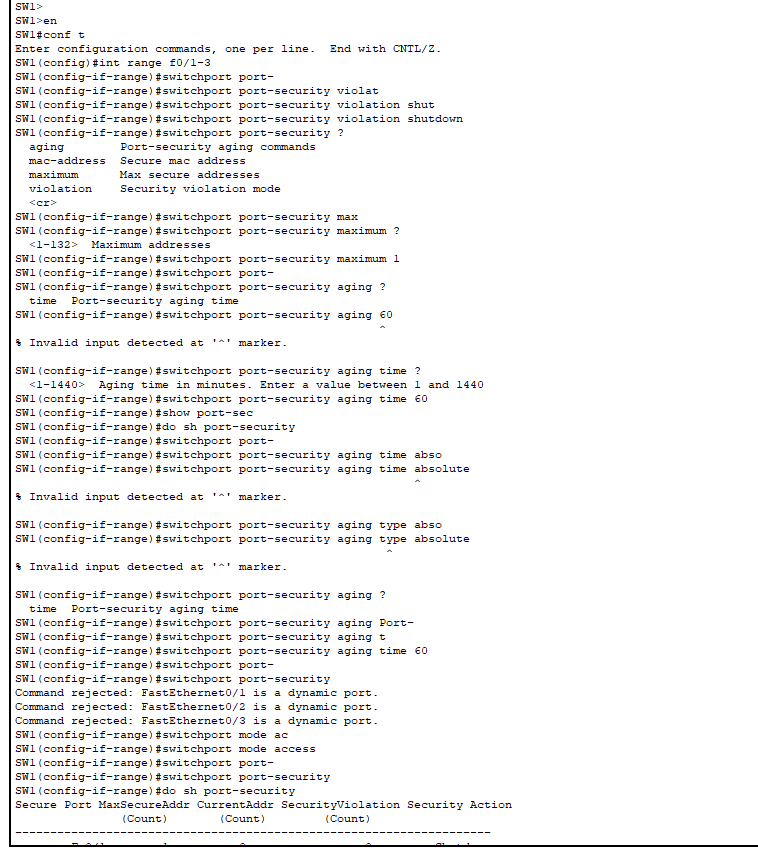 SW1>
SW1>en
SW1#conf t
Enter configuration commands, one per line.  End with CNTL/Z.
SW1(config)#int range f0/1-3
SW1(config-if-range)#switchport port-
SW1(config-if-range)#switchport port-security violat
SW1(config-if-range)#switchport port-security violation shut
SW1(config-if-range)#switchport port-security violation shutdown
SW1(config-if-range)#switchport port-security ?
  aging        Port-security aging commands
  mac-address  Secure mac address
  maximum      Max secure addresses
  violation    Security violation mode
  <cr>
SW1(config-if-range)#switchport port-security max
SW1(config-if-range)#switchport port-security maximum ?
  <1-132>  Maximum addresses
SW1(config-if-range)#switchport port-security maximum 1
SW1(config-if-range)#switchport port-
SW1(config-if-range)#switchport port-security aging ?
  time  Port-security aging time
SW1(config-if-range)#switchport port-security aging 60
                                                    ^
% Invalid input detected at '^' marker.
SW1(config-if-range)#switchport port-security aging time ?
  <1-1440>  Aging time in minutes. Enter a value between 1 and 1440
SW1(config-if-range)#switchport port-security aging time 60
SW1(config-if-range)#show port-sec
SW1(config-if-range)#do sh port-security
SW1(config-if-range)#switchport port-
SW1(config-if-range)#switchport port-security aging time abso
SW1(config-if-range)#switchport port-security aging time absolute
                                                         ^
% Invalid input detected at '^' marker.
SW1(config-if-range)#switchport port-security aging type abso
SW1(config-if-range)#switchport port-security aging type absolute
                                                     ^
% Invalid input detected at '^' marker.
SW1(config-if-range)#switchport port-security aging ?
  time  Port-security aging time
SW1(config-if-range)#switchport port-security aging Port-
SW1(config-if-range)#switchport port-security aging t
SW1(config-if-range)#switchport port-security aging time 60
SW1(config-if-range)#switchport port-
SW1(config-if-range)#switchport port-security
Command rejected: FastEthernet0/1 is a dynamic port.
Command rejected: FastEthernet0/2 is a dynamic port.
Command rejected: FastEthernet0/3 is a dynamic port.
SW1(config-if-range)#switchport mode ac
SW1(config-if-range)#switchport mode access
SW1(config-if-range)#switchport port-
SW1(config-if-range)#switchport port-security
SW1(config-if-range)#do sh port-security
Secure Port MaxSecureAddr CurrentAddr SecurityViolation Security Action
               (Count)       (Count)        (Count)
--------------------------------------------------------------------